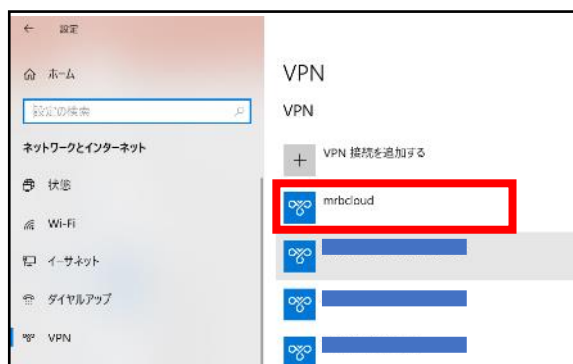 設定
ホーム
設定の検索
ネットワークとインターネット
状態
Wi-Fi
イーサネット
ダイヤルアップ
VPN
VPN
VPN
VPN 接続を追加する
mrbcloud